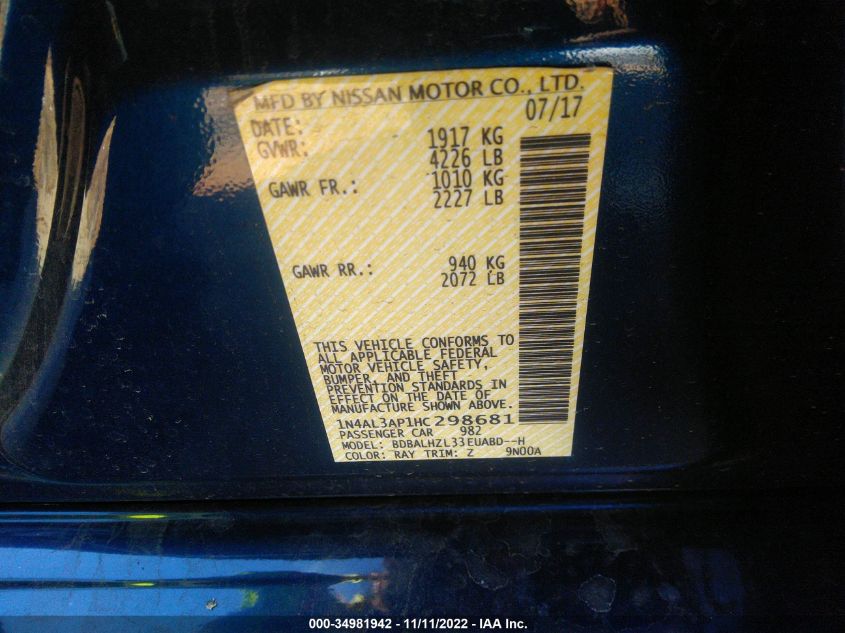 MFD BY NISSAN MOTOR CO., LTD.
DATE: 07/17
GVWR: 1917 KG
4226 LB
GAWR FR.: 1010 KG
2227 LB
GAWR RR.: 940 KG
2072 LB
THIS VEHICLE CONFORMS TO
ALL APPLICABLE FEDERAL
MOTOR VEHICLE SAFETY,
BUMPER, AND THEFT
PREVENTION STANDARDS IN
EFFECT ON THE DATE OF
MANUFACTURE SHOWN ABOVE.
1N4AL3AP1HC298681
PASSENGER CAR 982
MODEL: BDBALHZL33EUABD--H
COLOR: RAY TRIM: Z 9N00A
000-34981942 - 11/11/2022 - IAA Inc.